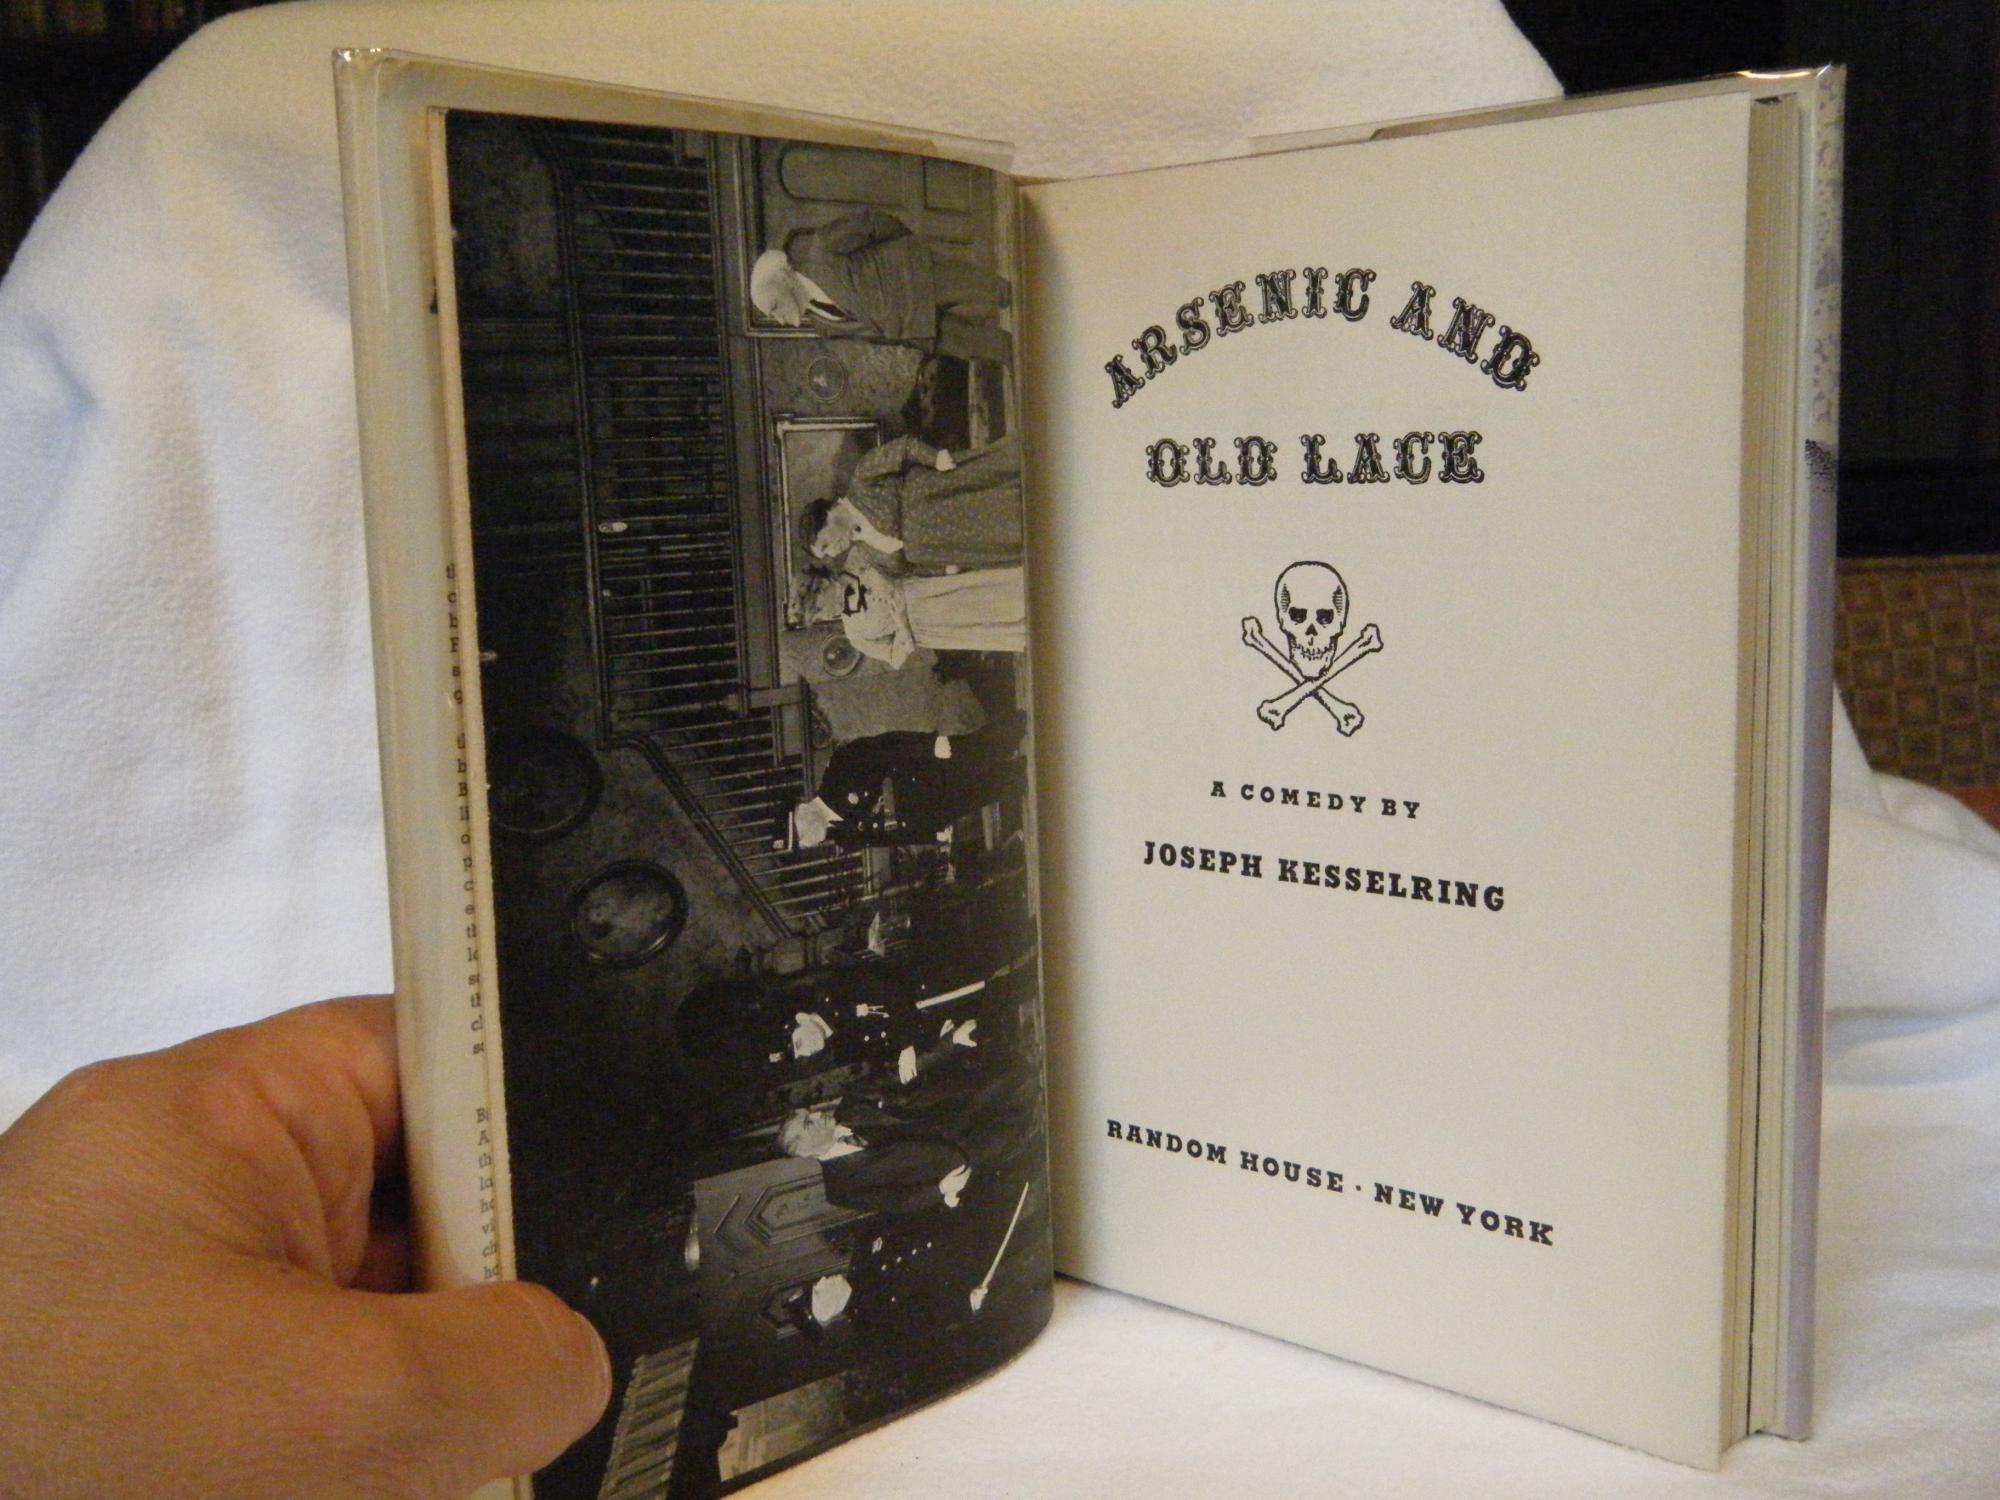 ARSENIC AND
OLD LACE
A COMEDY BY
JOSEPH KESSELRING
RANDOM HOUSE · NEW YORK